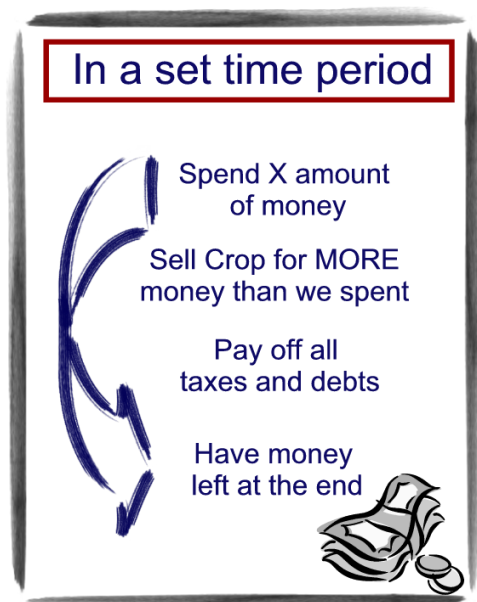 In a set time period
Spend X amount
of money
Sell Crop for MORE
money than we spent
Pay off all
taxes and debts
Have money
left at the end